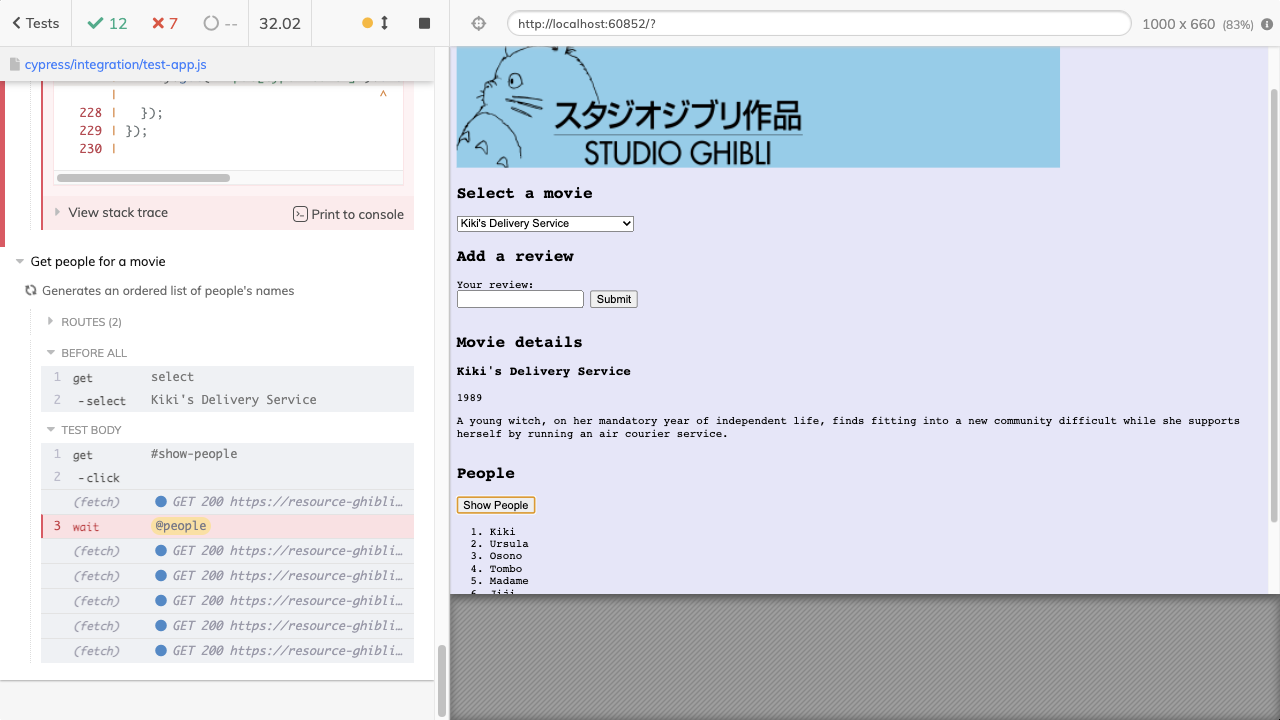 Tests
12
7
--
32.02
http://localhost:60852/?
1000 x 660 (83%)
cypress/integration/test-app.js
| ^
228 | });
229 | });
230 |
View stack trace
Print to console
Get people for a movie
Generates an ordered list of people's names
ROUTES (2)
BEFORE ALL
1 get select
2 -select Kiki's Delivery Service
TEST BODY
1 get #show-people
2 -click
(fetch) GET 200 https://resource-ghibli…
3 wait @people
(fetch) GET 200 https://resource-ghibli…
(fetch) GET 200 https://resource-ghibli…
(fetch) GET 200 https://resource-ghibli…
(fetch) GET 200 https://resource-ghibli…
(fetch) GET 200 https://resource-ghibli…
スタジオジブリ作品
STUDIO GHIBLI
Select a movie
Kiki's Delivery Service
Add a review
Your review:
Submit
Movie details
Kiki's Delivery Service
1989
A young witch, on her mandatory year of independent life, finds fitting into a new community difficult while she supports
herself by running an air courier service.
People
Show People
1. Kiki
2. Ursula
3. Osono
4. Tombo
5. Madame
6. Jiji